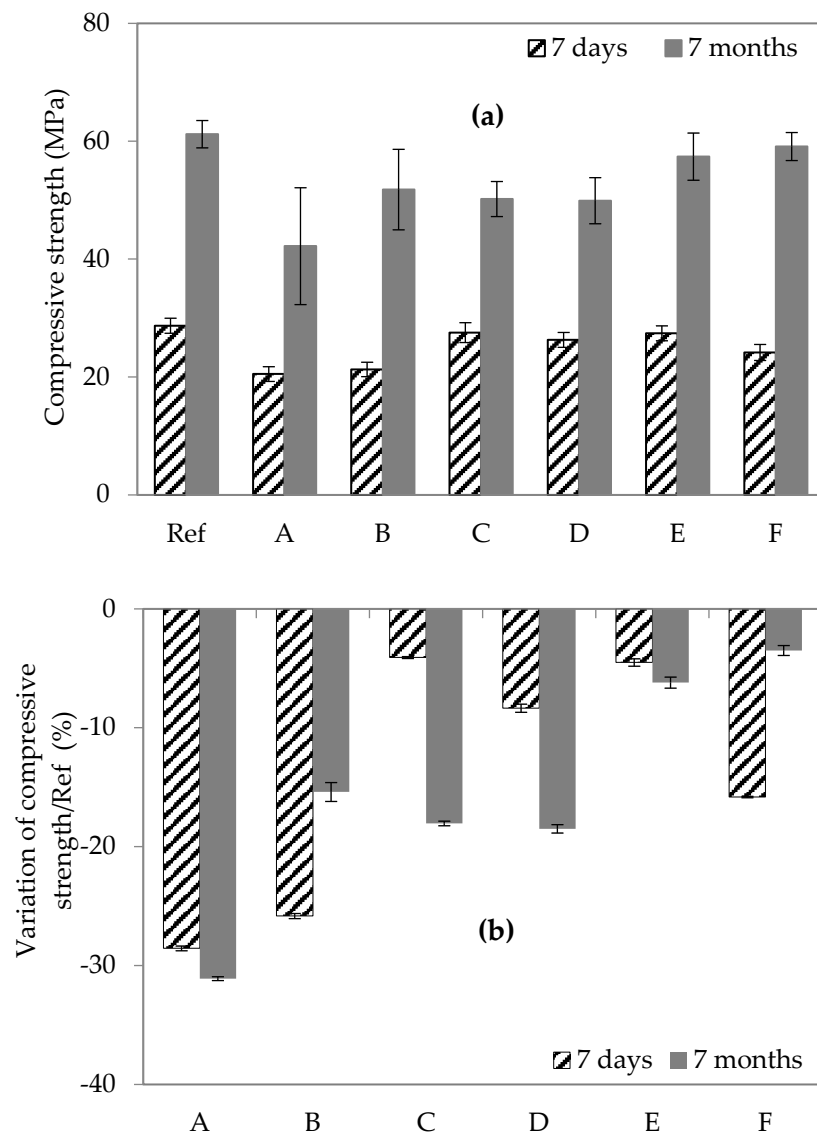 80
7 days 7 months
(a)
60
40
20
0
Compressive strength (MPa)
Ref A B C D E F
0
-10
-20
-30
-40
Variation of compressive
strength/Ref (%)
(b)
7 days 7 months
A B C D E F